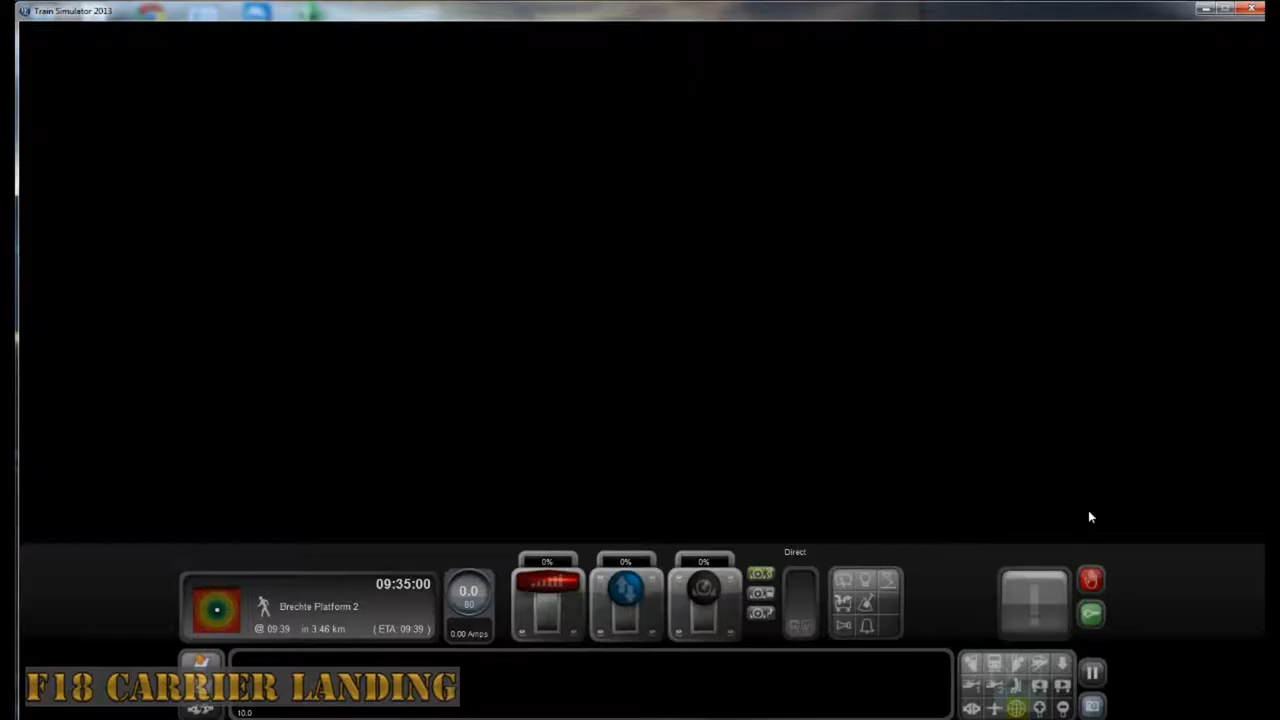 Train Simulator 2013
Direct
0%
0%
0%
09:35:00
Brechte Platform 2
@ 09:39 in 3.46 km ( ETA: 09:39 )
0.0
80
0.00 Amps
F18 CARRIER LANDING
10.0